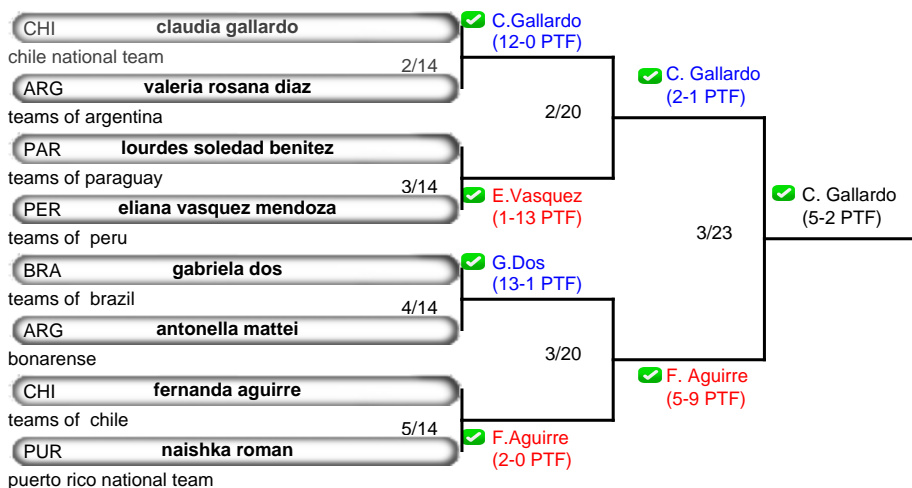 CHI claudia gallardo
C.Gallardo
(12-0 PTF)
chile national team
2/14
ARG valeria rosana diaz
C. Gallardo
(2-1 PTF)
teams of argentina
2/20
PAR lourdes soledad benitez
teams of paraguay
3/14
E.Vasquez
(1-13 PTF)
C. Gallardo
(5-2 PTF)
PER eliana vasquez mendoza
teams of  peru
3/23
BRA gabriela dos
G.Dos
(13-1 PTF)
teams of  brazil
4/14
ARG antonella mattei
bonarense
3/20
CHI fernanda aguirre
F. Aguirre
(5-9 PTF)
teams of  chile
5/14
F.Aguirre
(2-0 PTF)
PUR naishka roman
puerto rico national team